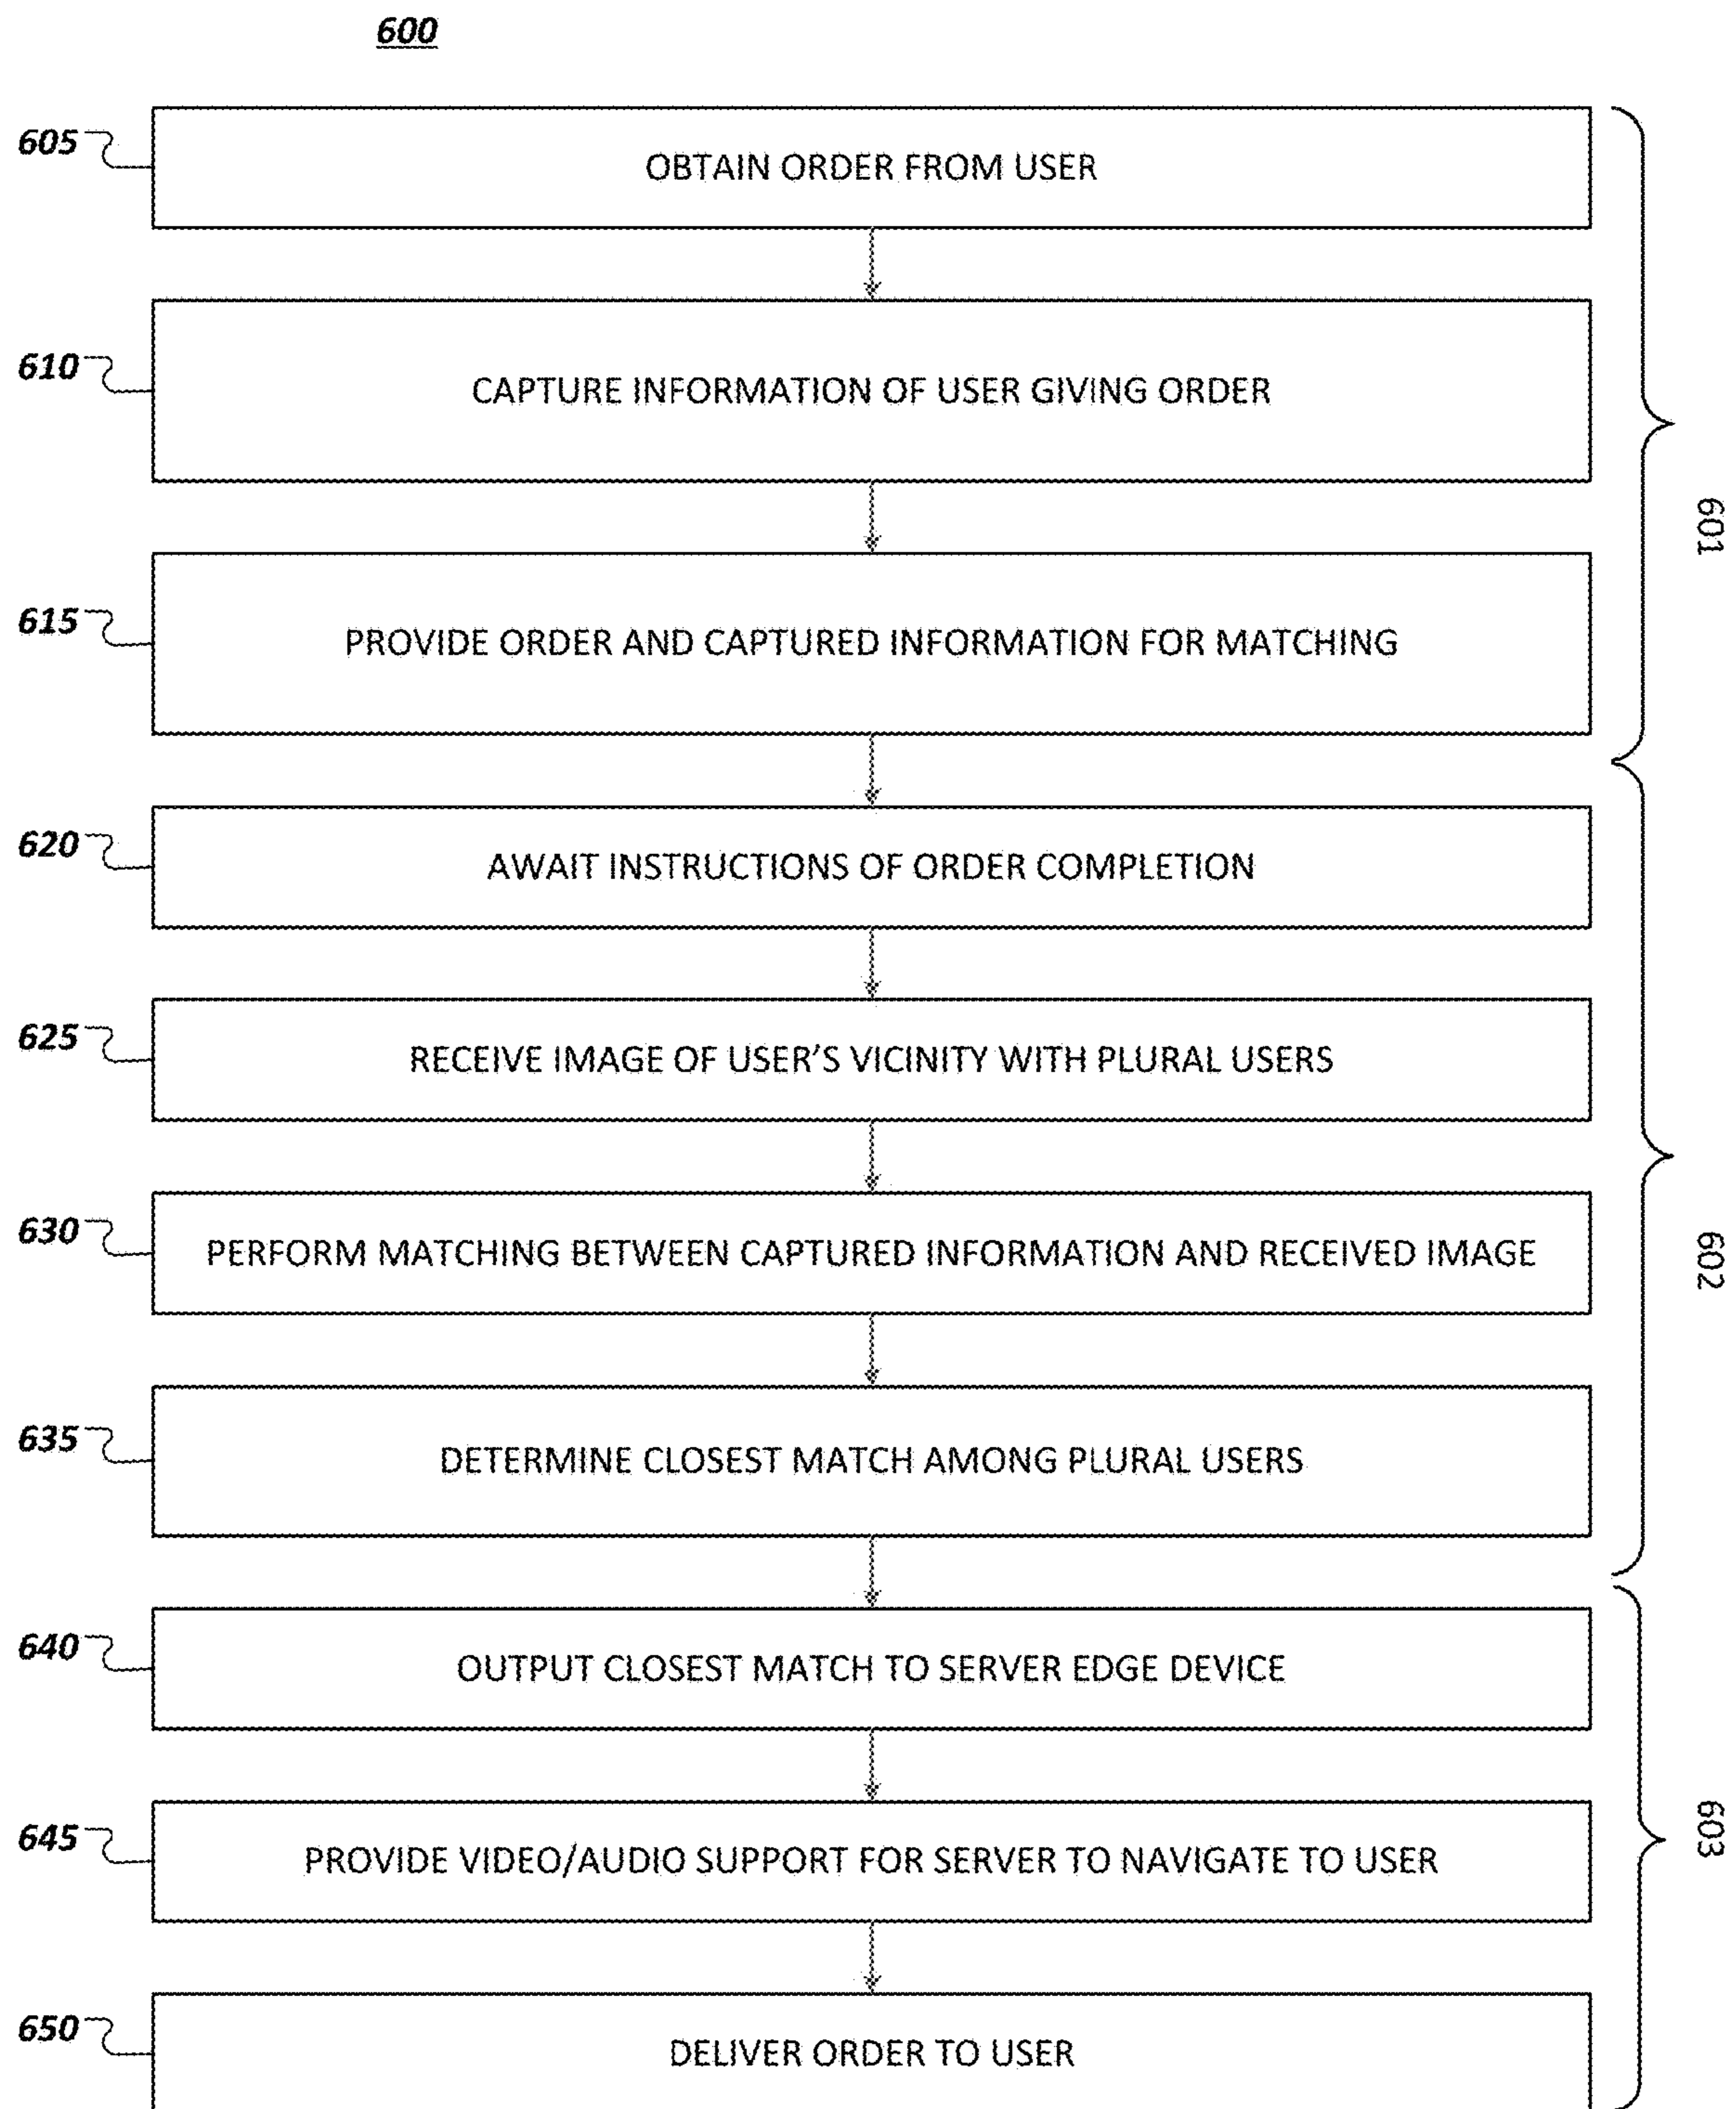 600
605
OBTAIN ORDER FROM USER
610
CAPTURE INFORMATION OF USER GIVING ORDER
601
615
PROVIDE ORDER AND CAPTURED INFORMATION FOR MATCHING
620
AWAIT INSTRUCTIONS OF ORDER COMPLETION
625
RECEIVE IMAGE OF USER'S VICINITY WITH PLURAL USERS
630
PERFORM MATCHING BETWEEN CAPTURED INFORMATION AND RECEIVED IMAGE
602
635
DETERMINE CLOSEST MATCH AMONG PLURAL USERS
640
OUTPUT CLOSEST MATCH TO SERVER EDGE DEVICE
645
PROVIDE VIDEO/AUDIO SUPPORT FOR SERVER TO NAVIGATE TO USER
603
650
DELIVER ORDER TO USER